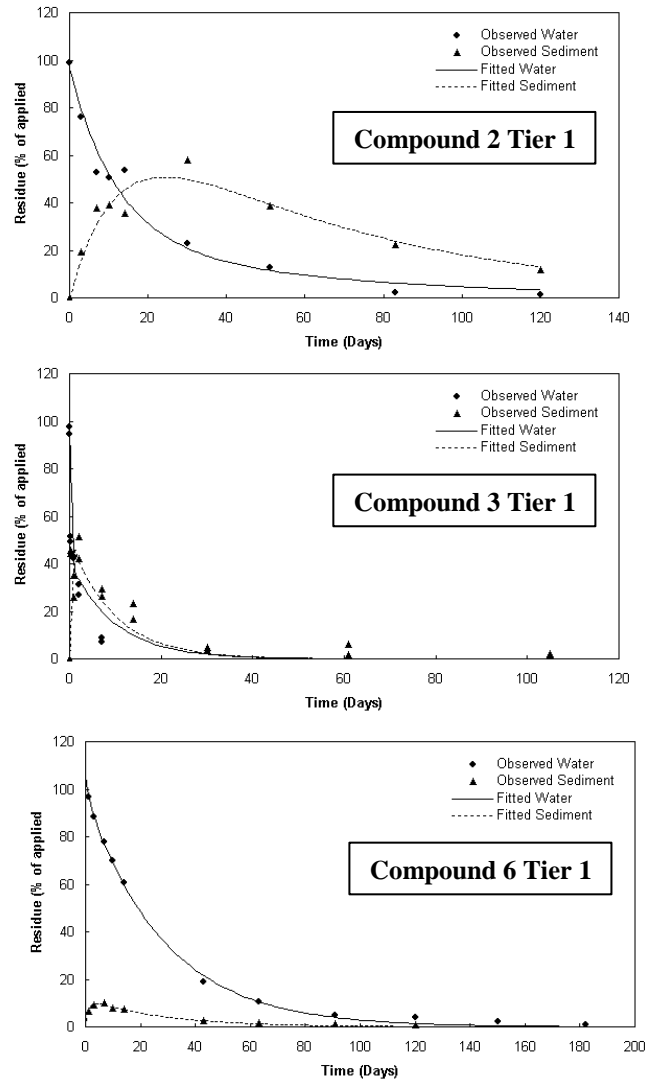 120
100
80
60
40
20
0
Residue (% of applied
Observed Water
Observed Sediment
Fitted Water
Fitted Sediment
Compound 2 Tier 1
0 20 40 60 80 100 120 140
Time (Days)
120
100
80
60
40
20
0
Residue (% of applied
Observed Water
Observed Sediment
Fitted Water
Fitted Sediment
Compound 3 Tier 1
0 20 40 60 80 100 120
Time (Days)
120
100
80
60
40
20
0
Residue (% of applied
Observed Water
Observed Sediment
Fitted Water
Fitted Sediment
Compound 6 Tier 1
0 20 40 60 80 100 120 140 160 180 200
Time (Days)